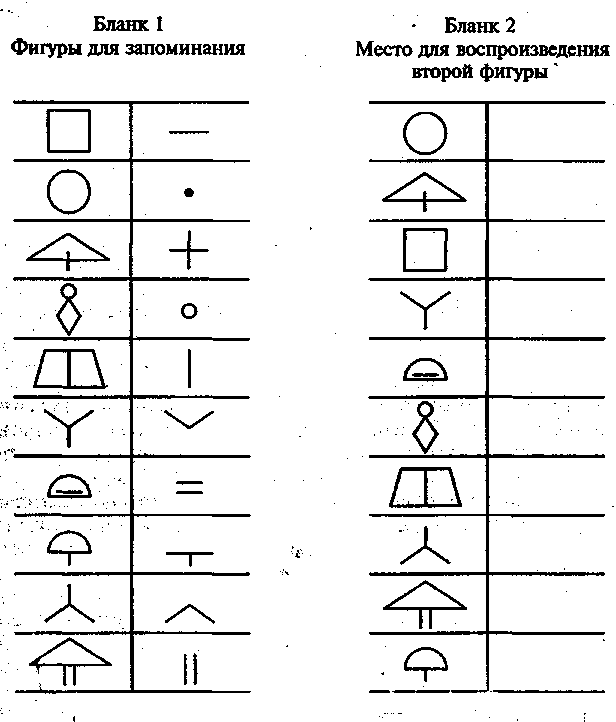 Бланк 1
Фигуры для запоминания
Бланк 2
Место для воспроизведения
второй фигуры